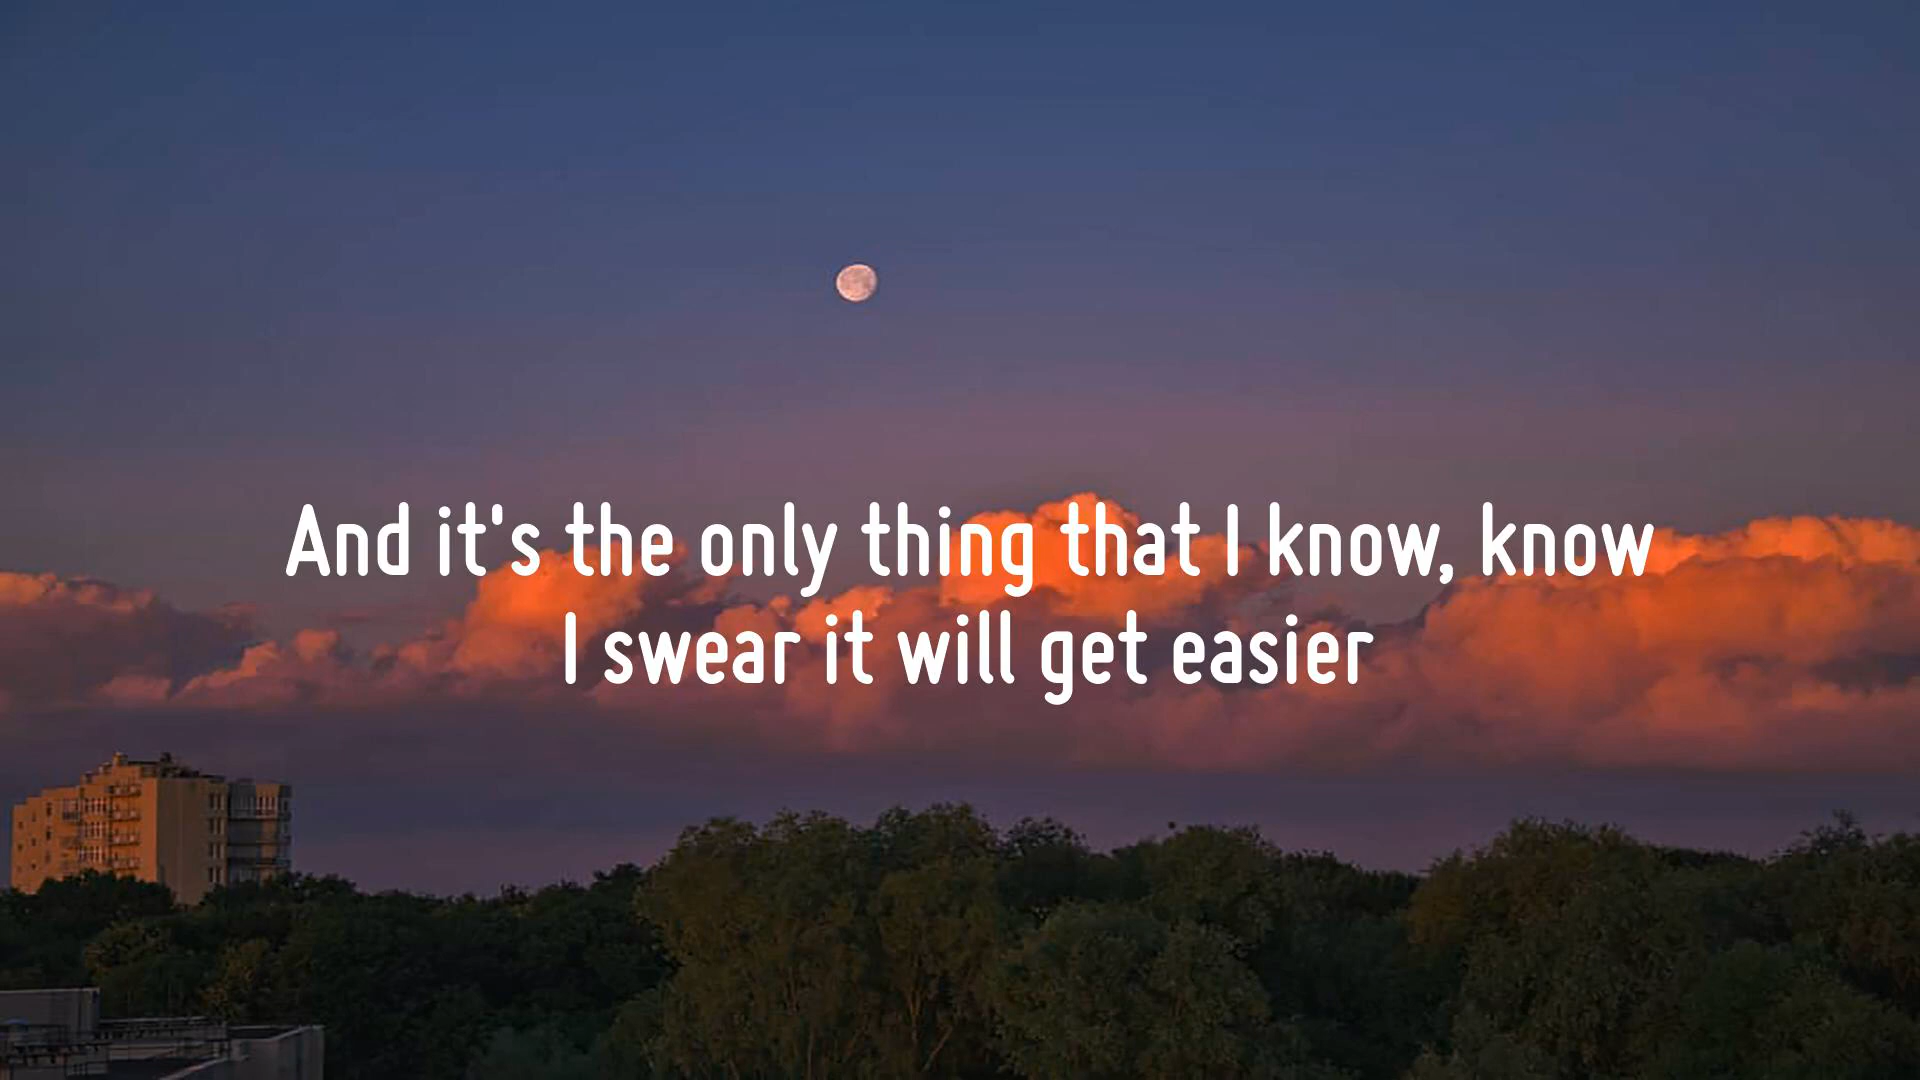 And it's the only thing that I know, know
I swear it will get easier